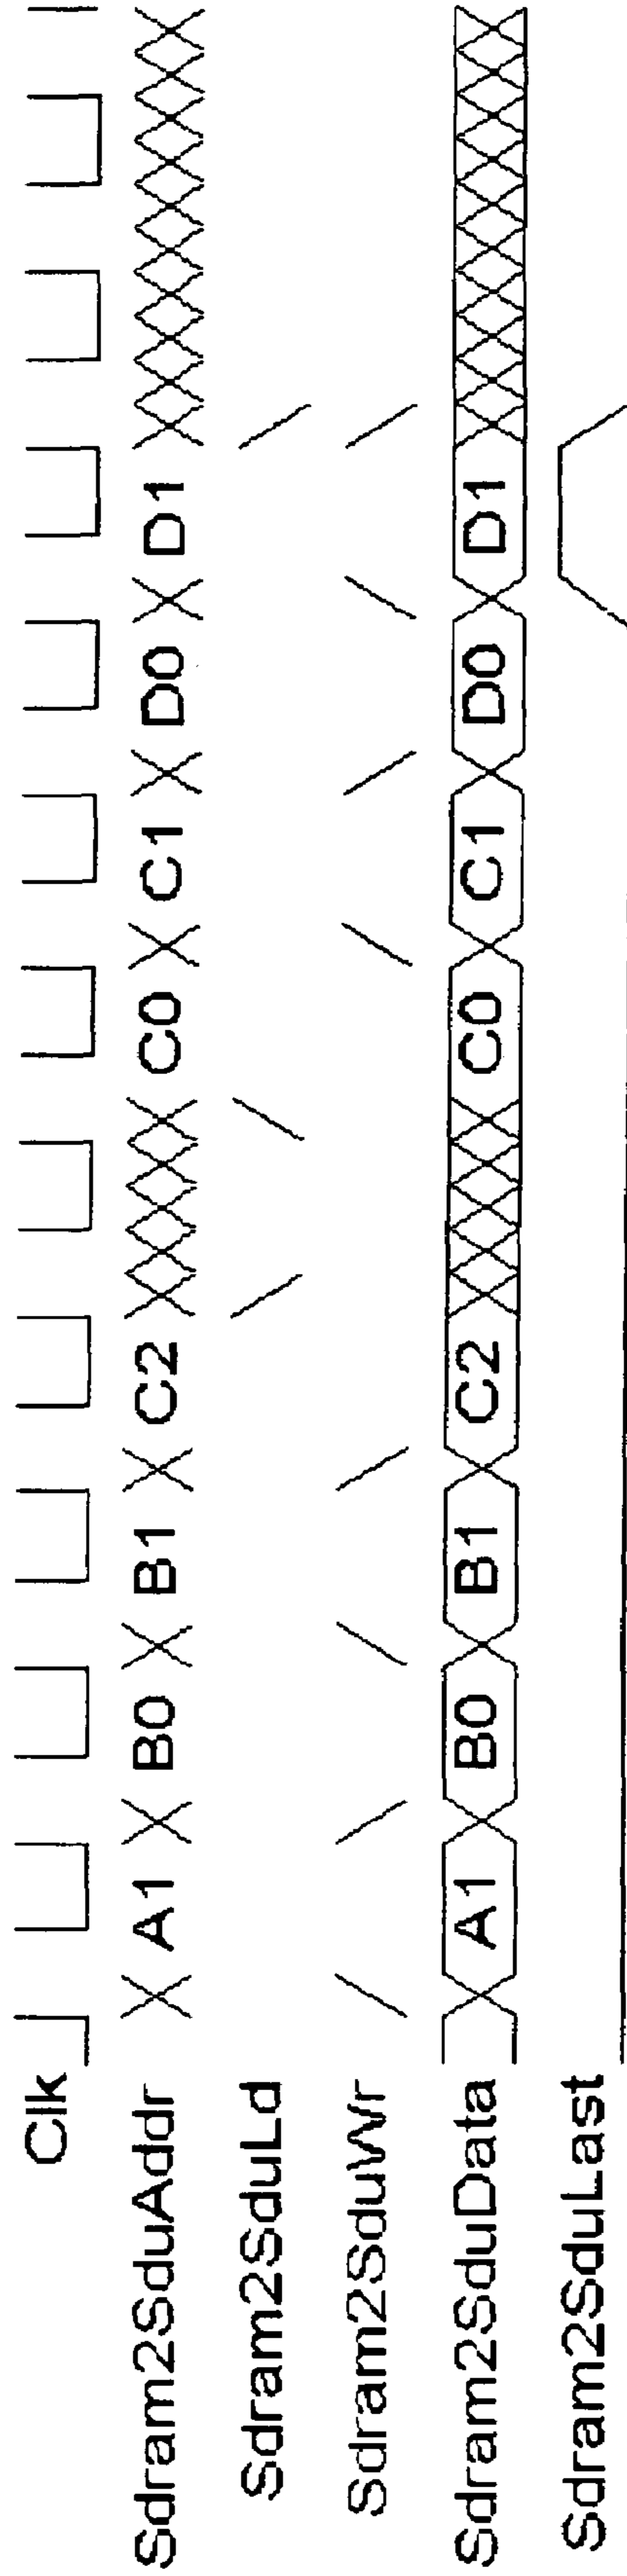 Clk
Sdram2SduAddr A1 B0 B1 C2 C0 C1 D0 D1
Sdram2SduLd
Sdram2SduWr
Sdram2SduData A1 B0 B1 C2 C0 C1 D0 D1
Sdram2SduLast